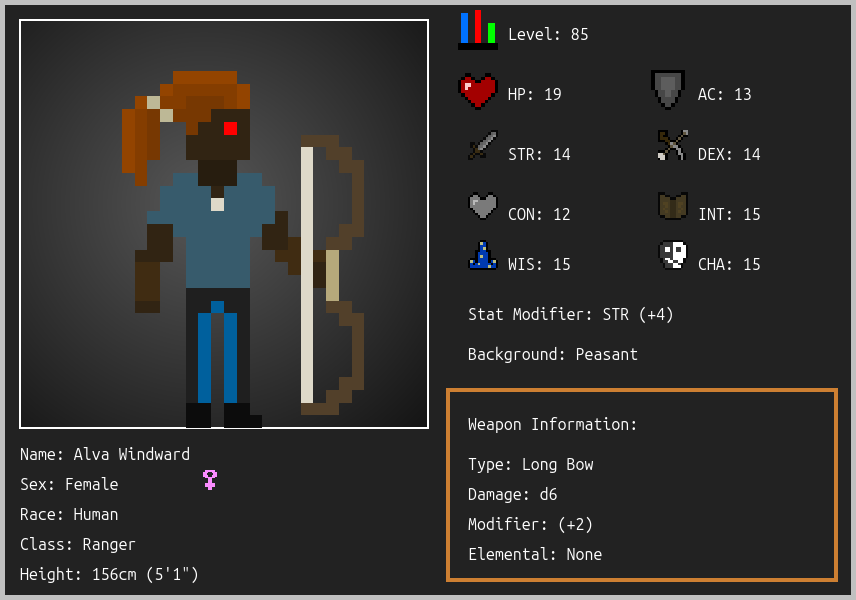 Level: 85
HP: 19
AC: 13
STR: 14
DEX: 14
CON: 12
INT: 15
WIS: 15
CHA: 15
Stat Modifier: STR (+4)
Background: Peasant
Weapon Information:
Type: Long Bow
Damage: d6
Modifier: (+2)
Elemental: None
Name: Alva Windward
Sex: Female
Race: Human
Class: Ranger
Height: 156cm (5'1")